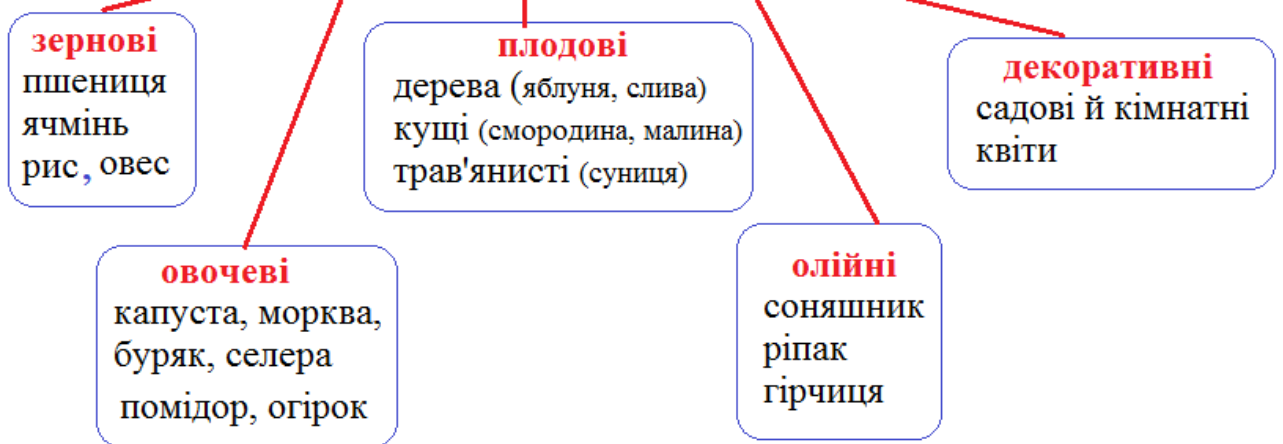 зернові
пшениця
ячмінь
рис, овес
плодові
дерева (яблуня, слива)
кущі (смородина, малина)
трав'янисті (суниця)
декоративні
садові й кімнатні
квіти
овочеві
капуста, морква,
буряк, селера
помідор, огірок
олійні
соняшник
ріпак
гірчиця